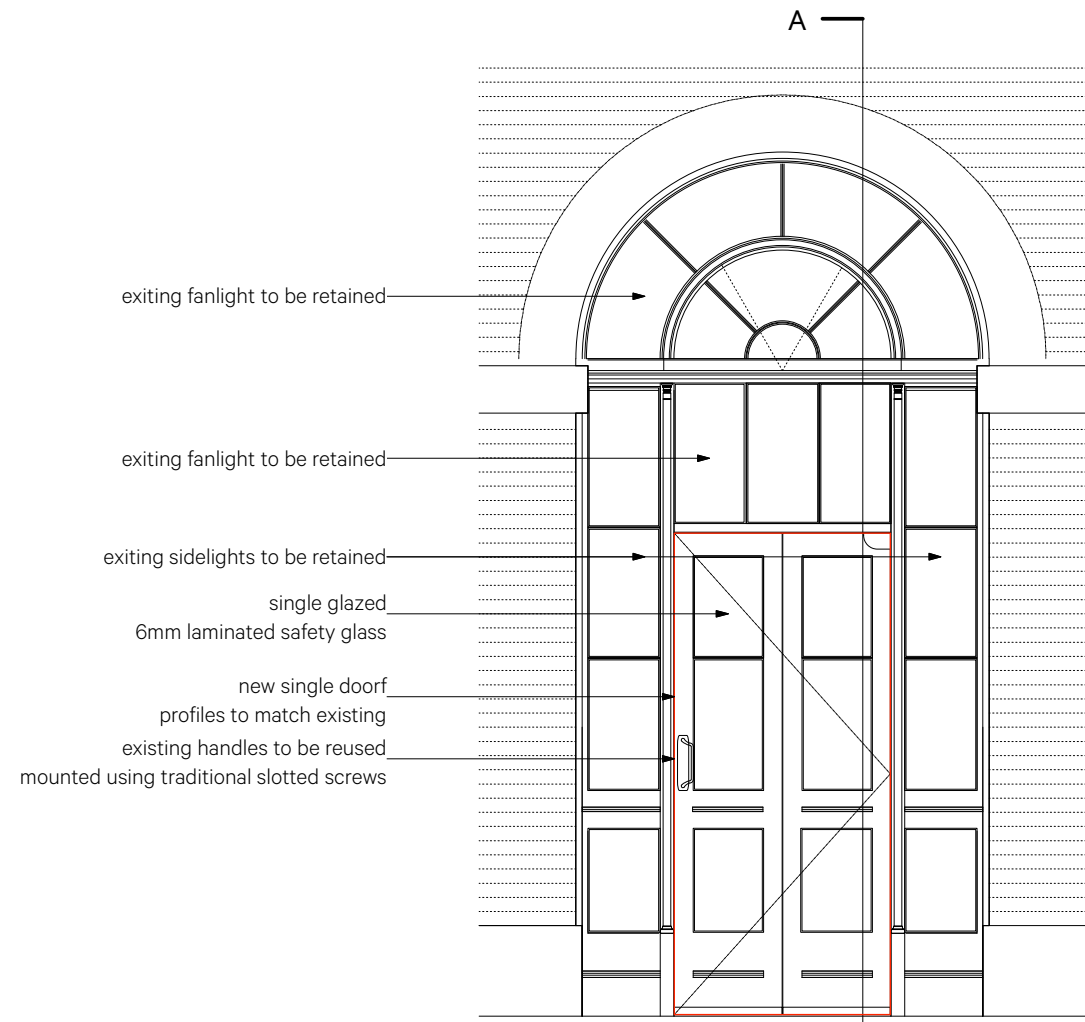 A
exiting fanlight to be retained
exiting fanlight to be retained
exiting sidelights to be retained
single glazed
6mm laminated safety glass
new single doorf
profiles to match existing
existing handles to be reused
mounted using traditional slotted screws